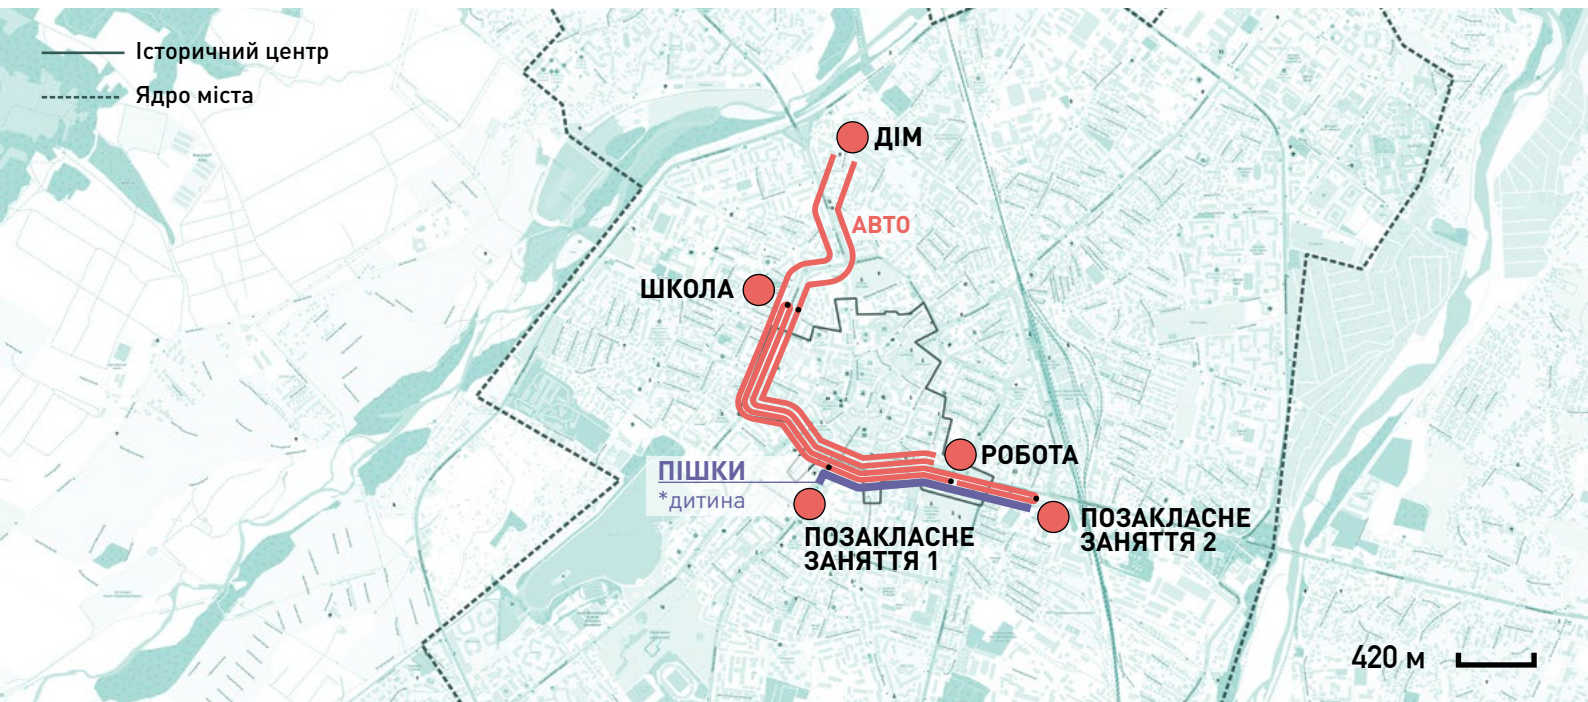 Історичний центр
Ядро міста
ДІМ
АВТО
ШКОЛА
РОБОТА
ПІШКИ
*дитина
ПОЗАКЛАСНЕ
ЗАНЯТТЯ 1
ПОЗАКЛАСНЕ
ЗАНЯТТЯ 2
420 м